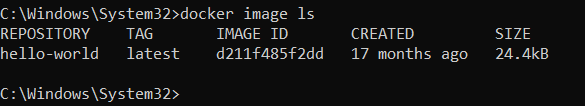 C:\Windows\System32>docker image ls
REPOSITORY    TAG       IMAGE ID       CREATED         SIZE
hello-world   latest    d211f485f2dd   17 months ago   24.4kB
C:\Windows\System32>